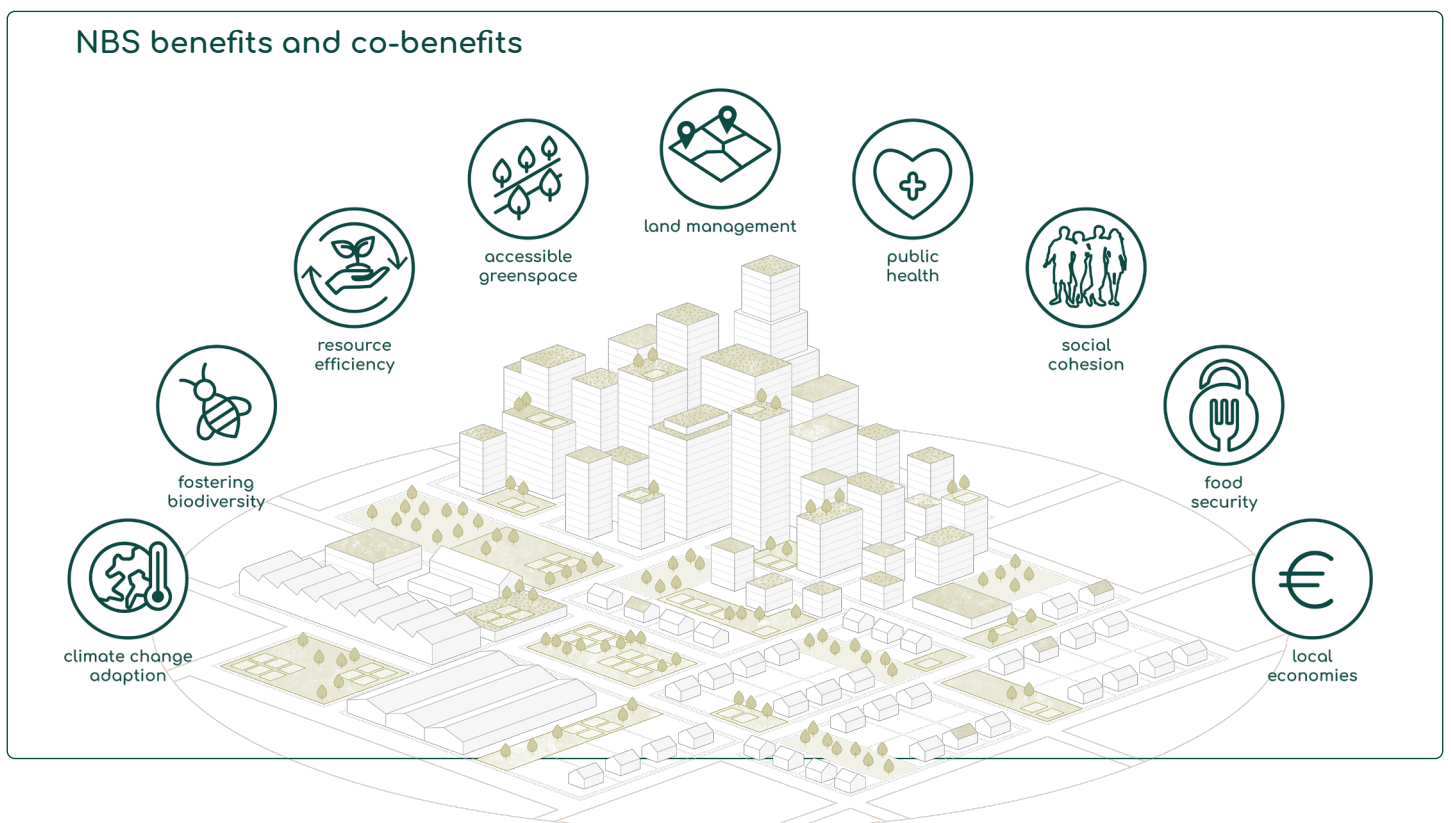 NBS benefits and co-benefits
climate change
adaption
fostering
biodiversity
resource
efficiency
accessible
greenspace
land management
public
health
social
cohesion
food
security
local
economies